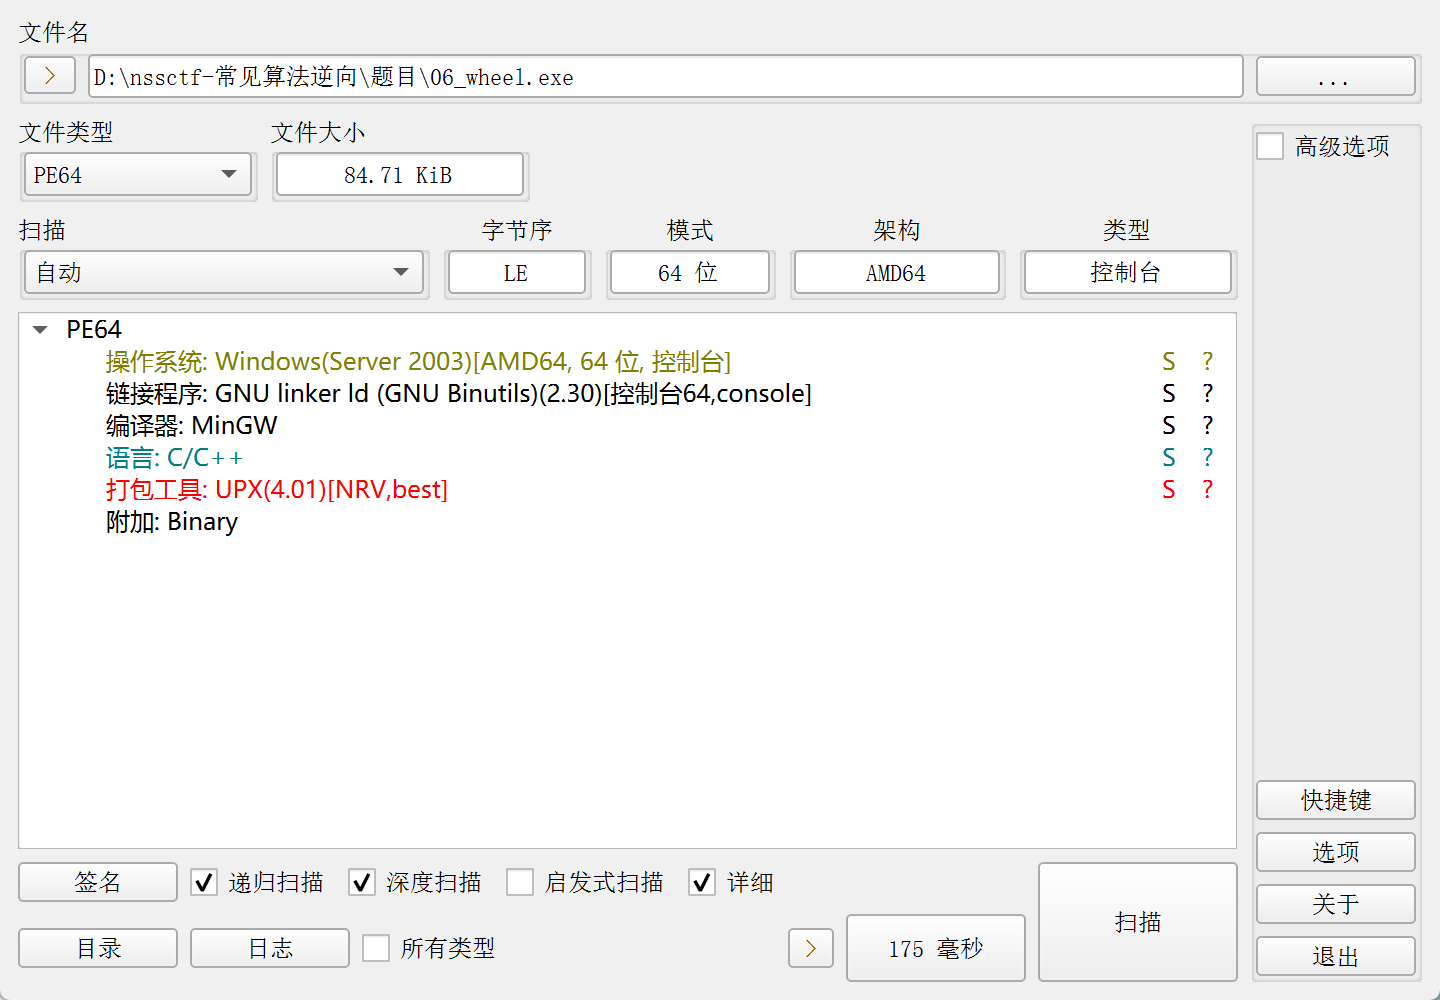 文件名
> D:\nssctf-常见算法逆向\题目\06_wheel.exe ...
文件类型 文件大小
PE64 84.71 KiB 高级选项
扫描 字节序 模式 架构 类型
自动 LE 64 位 AMD64 控制台
PE64
操作系统: Windows(Server 2003)[AMD64, 64 位, 控制台] S ?
链接程序: GNU linker ld (GNU Binutils)(2.30)[控制台64,console] S ?
编译器: MinGW S ?
语言: C/C++ S ?
打包工具: UPX(4.01)[NRV,best] S ?
附加: Binary
快捷键
选项
签名 递归扫描 深度扫描 启发式扫描 详细
关于
扫描
目录 日志 所有类型 > 175 毫秒
退出